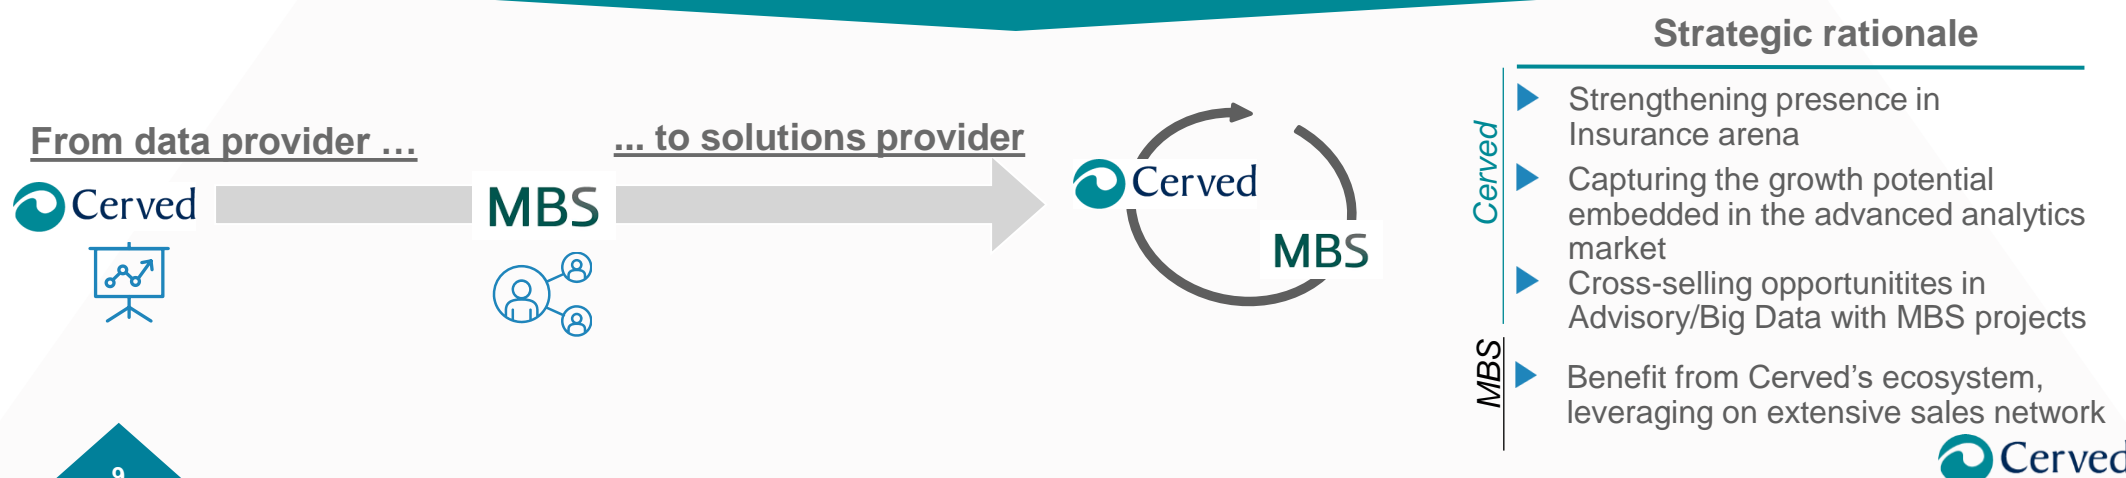 From data provider …
... to solutions provider
Cerved
MBS
Cerved
MBS
Strategic rationale
Cerved
Strengthening presence in
Insurance arena
Capturing the growth potential
embedded in the advanced analytics
market
Cross-selling opportunitites in
Advisory/Big Data with MBS projects
MBS
Benefit from Cerved’s ecosystem,
leveraging on extensive sales network
9
Cerved